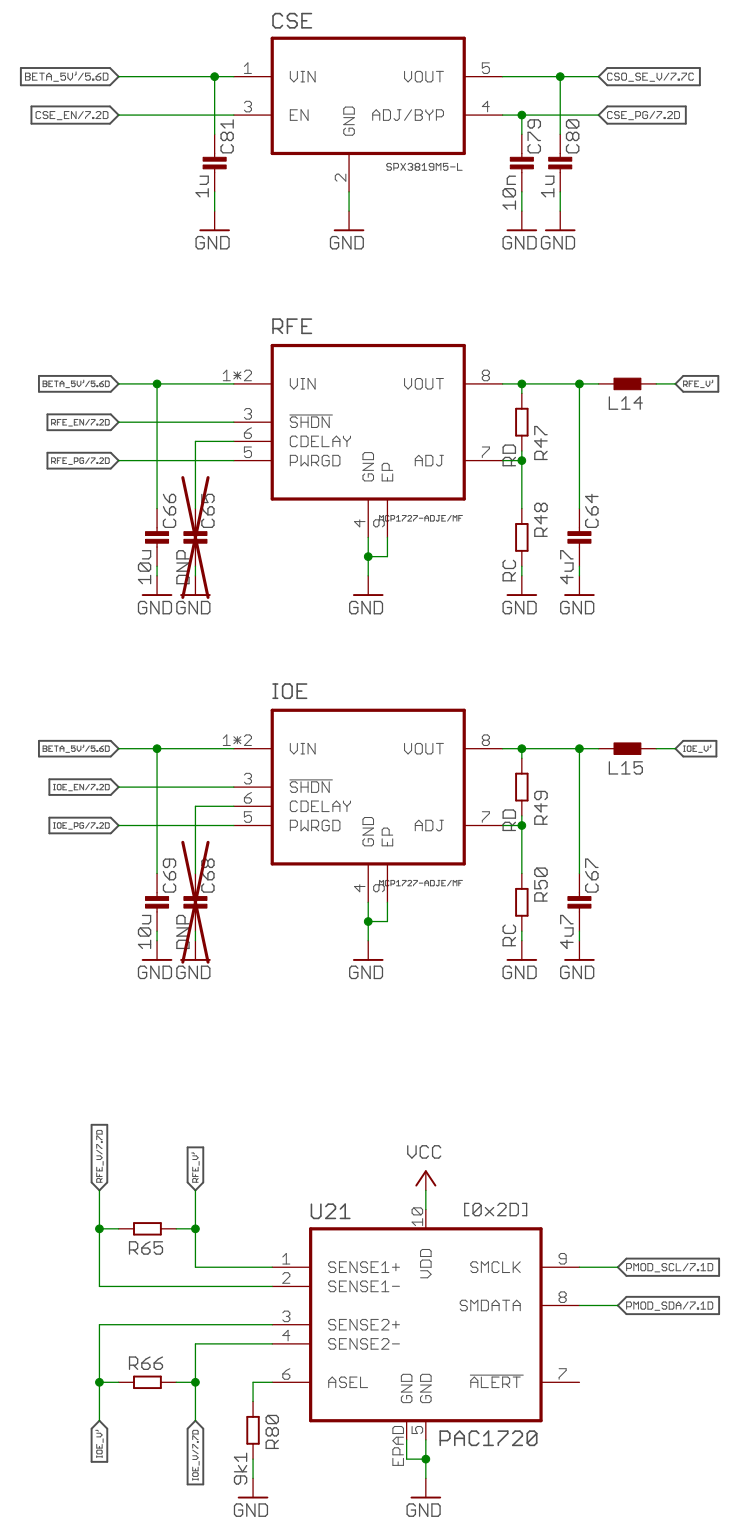 CSE
BETA_5V'/5.6D
1
VIN
VOUT
5
CSO_SE_V/7.7C
CSE_EN/7.2D
3
EN
GND
ADJ/BYP
4
CSE_PG/7.2D
C81
1u
2
SPX3819M5-L
C79
10n
C80
1u
GND
GND
GND
GND
RFE
BETA_5V'/5.6D
1*2
VIN
VOUT
8
RFE_V'
L14
RFE_EN/7.2D
3
SHDN
6
CDELAY
RFE_PG/7.2D
5
PWRGD
GND
EP
ADJ
7
RD
R47
C66
10u
C65
DNP
4
9
MCP1727-ADJE/MF
R48
RC
C64
4u7
GND
GND
GND
GND
GND
IOE
BETA_5V'/5.6D
1*2
VIN
VOUT
8
IOE_V'
L15
IOE_EN/7.2D
3
SHDN
6
CDELAY
IOE_PG/7.2D
5
PWRGD
GND
EP
ADJ
7
RD
R49
C69
10u
C68
DNP
4
9
MCP1727-ADJE/MF
R50
RC
C67
4u7
GND
GND
GND
GND
GND
RFE_V/7.7D
RFE_V'
VCC
R65
U21
10
[0x2D]
1
SENSE1+
VDD
SMCLK
9
PMOD_SCL/7.1D
2
SENSE1-
3
SENSE2+
SMDATA
8
PMOD_SDA/7.1D
4
SENSE2-
R66
6
ASEL
GND
GND
ALERT
7
IOE_V'
IOE_V/7.7D
R80
9k1
EPAD
5
PAC1720
GND
GND